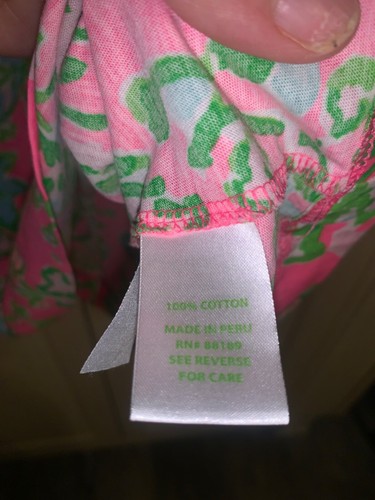 100% COTTON
MADE IN PERU
RN# 88189
SEE REVERSE
FOR CARE